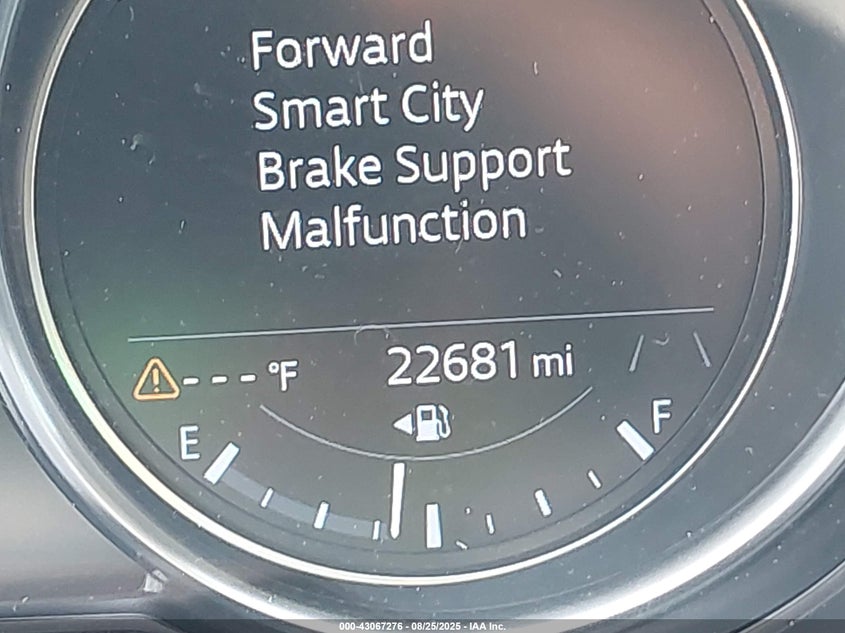 Forward
Smart City
Brake Support
Malfunction
- - - °F 22681 mi
E F
000-43067276 - 08/25/2025 - IAA Inc.